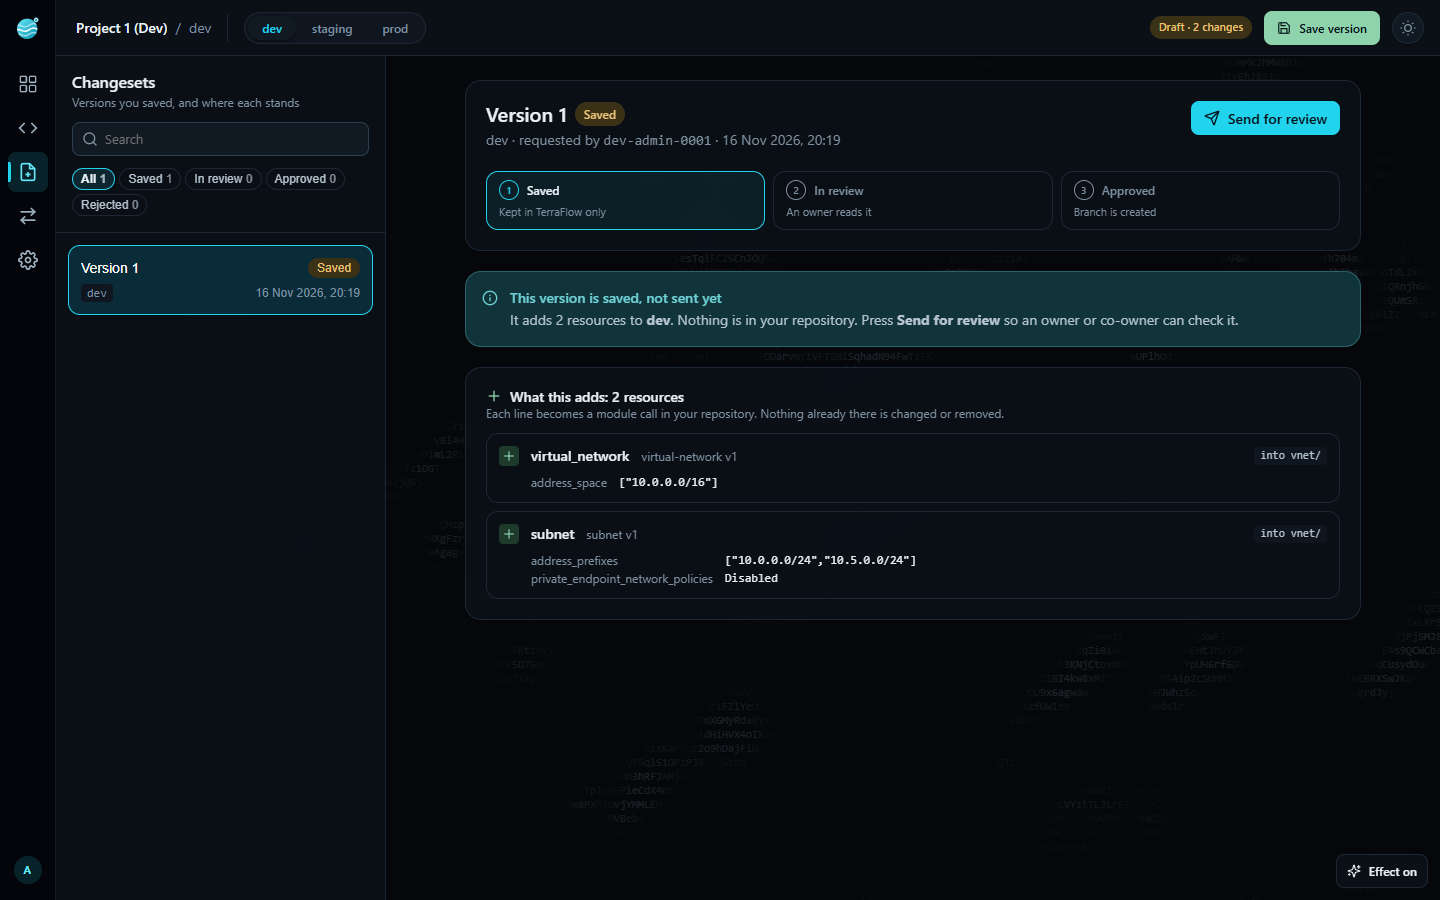 Project 1 (Dev) / dev
dev staging prod
Draft · 2 changes
Save version
Changesets
Versions you saved, and where each stands
Search
All 1 Saved 1 In review 0 Approved 0
Rejected 0
Version 1 Saved
dev 16 Nov 2026, 20:19
Version 1 Saved
Send for review
dev · requested by dev-admin-0001 · 16 Nov 2026, 20:19
1 Saved
Kept in TerraFlow only
2 In review
An owner reads it
3 Approved
Branch is created
This version is saved, not sent yet
It adds 2 resources to dev. Nothing is in your repository. Press Send for review so an owner or co-owner can check it.
What this adds: 2 resources
Each line becomes a module call in your repository. Nothing already there is changed or removed.
virtual_network virtual-network v1 into vnet/
address_space ["10.0.0.0/16"]
subnet subnet v1 into vnet/
address_prefixes ["10.0.0.0/24","10.5.0.0/24"]
private_endpoint_network_policies Disabled
A
Effect on